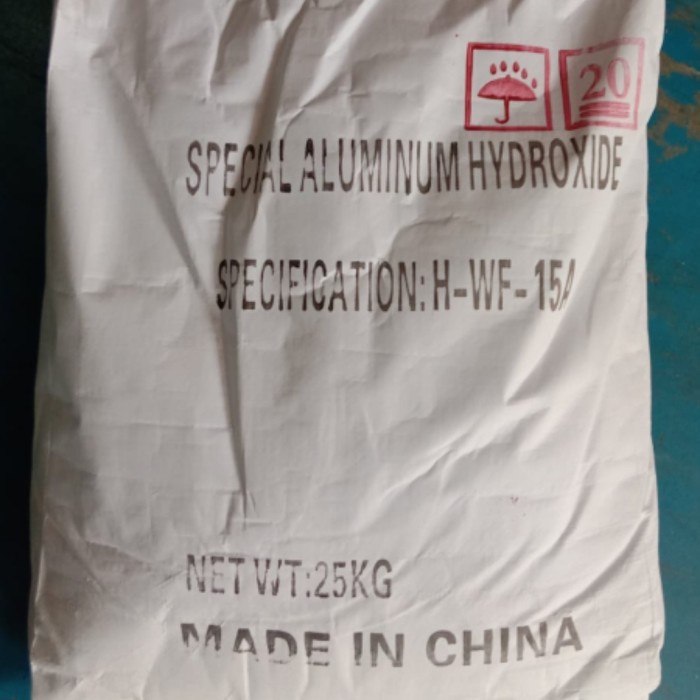 20
SPECIAL ALUMINUM HYDROXIDE
SPECIFICATION: H-WF-15A
NET WT:25KG
MADE IN CHINA